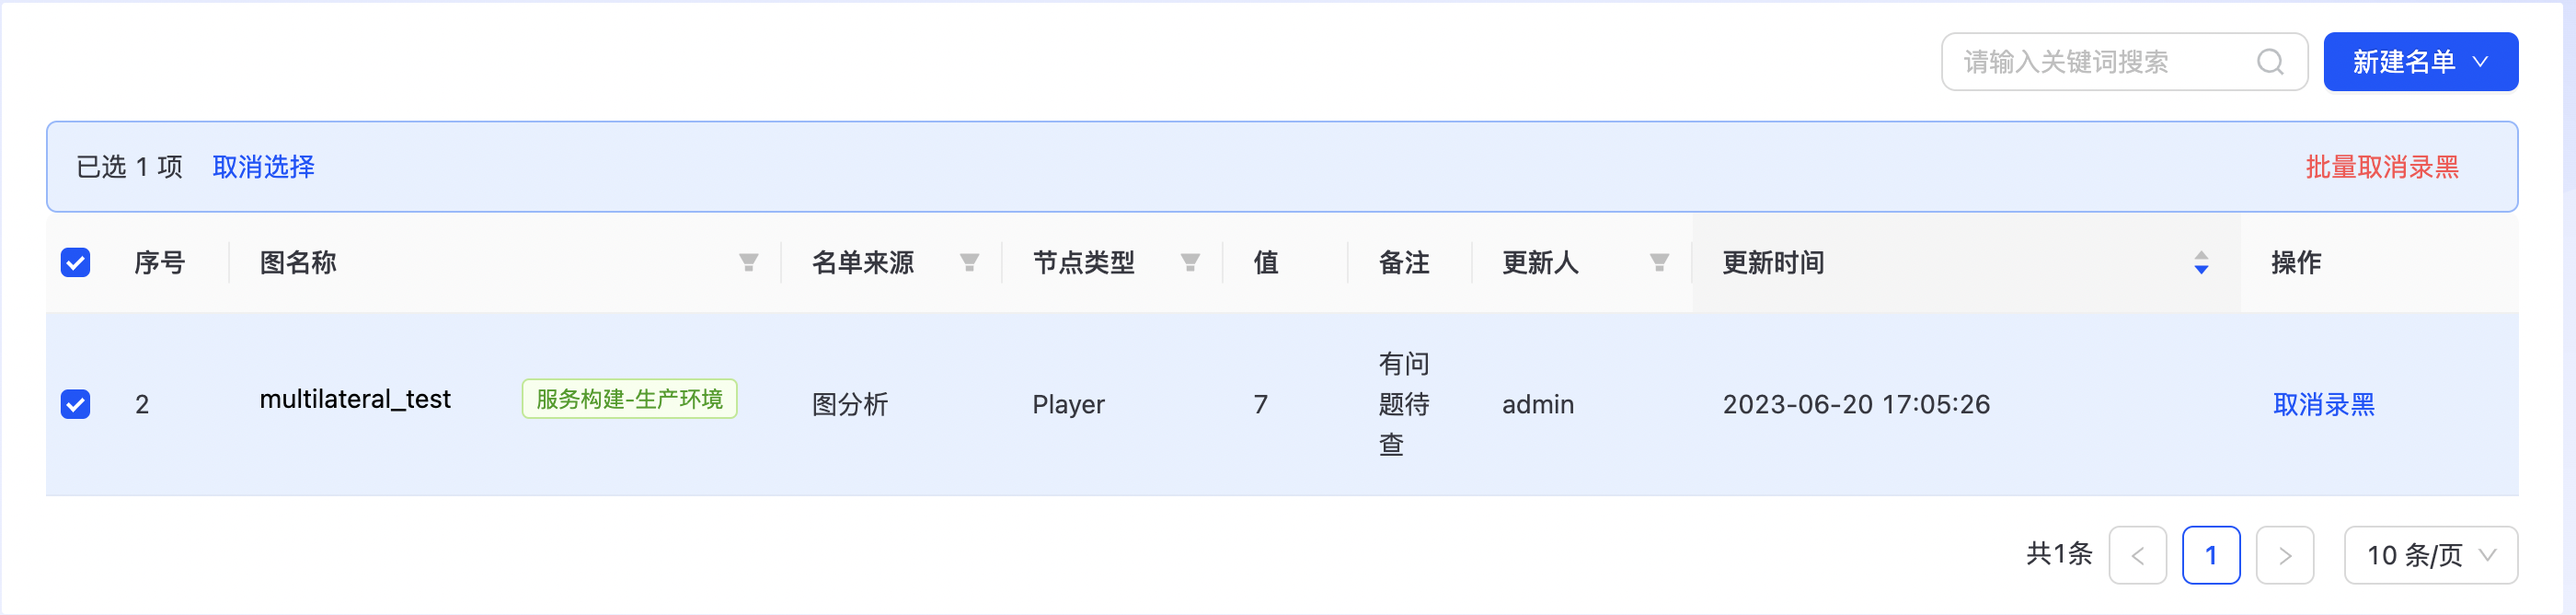 请输入关键词搜索 新建名单
已选 1 项 取消选择 批量取消录黑
序号 图名称 名单来源 节点类型 值 备注 更新人 更新时间 操作
2 multilateral_test 服务构建-生产环境 图分析 Player 7 有问题待查 admin 2023-06-20 17:05:26 取消录黑
共1条 < 1 > 10 条/页